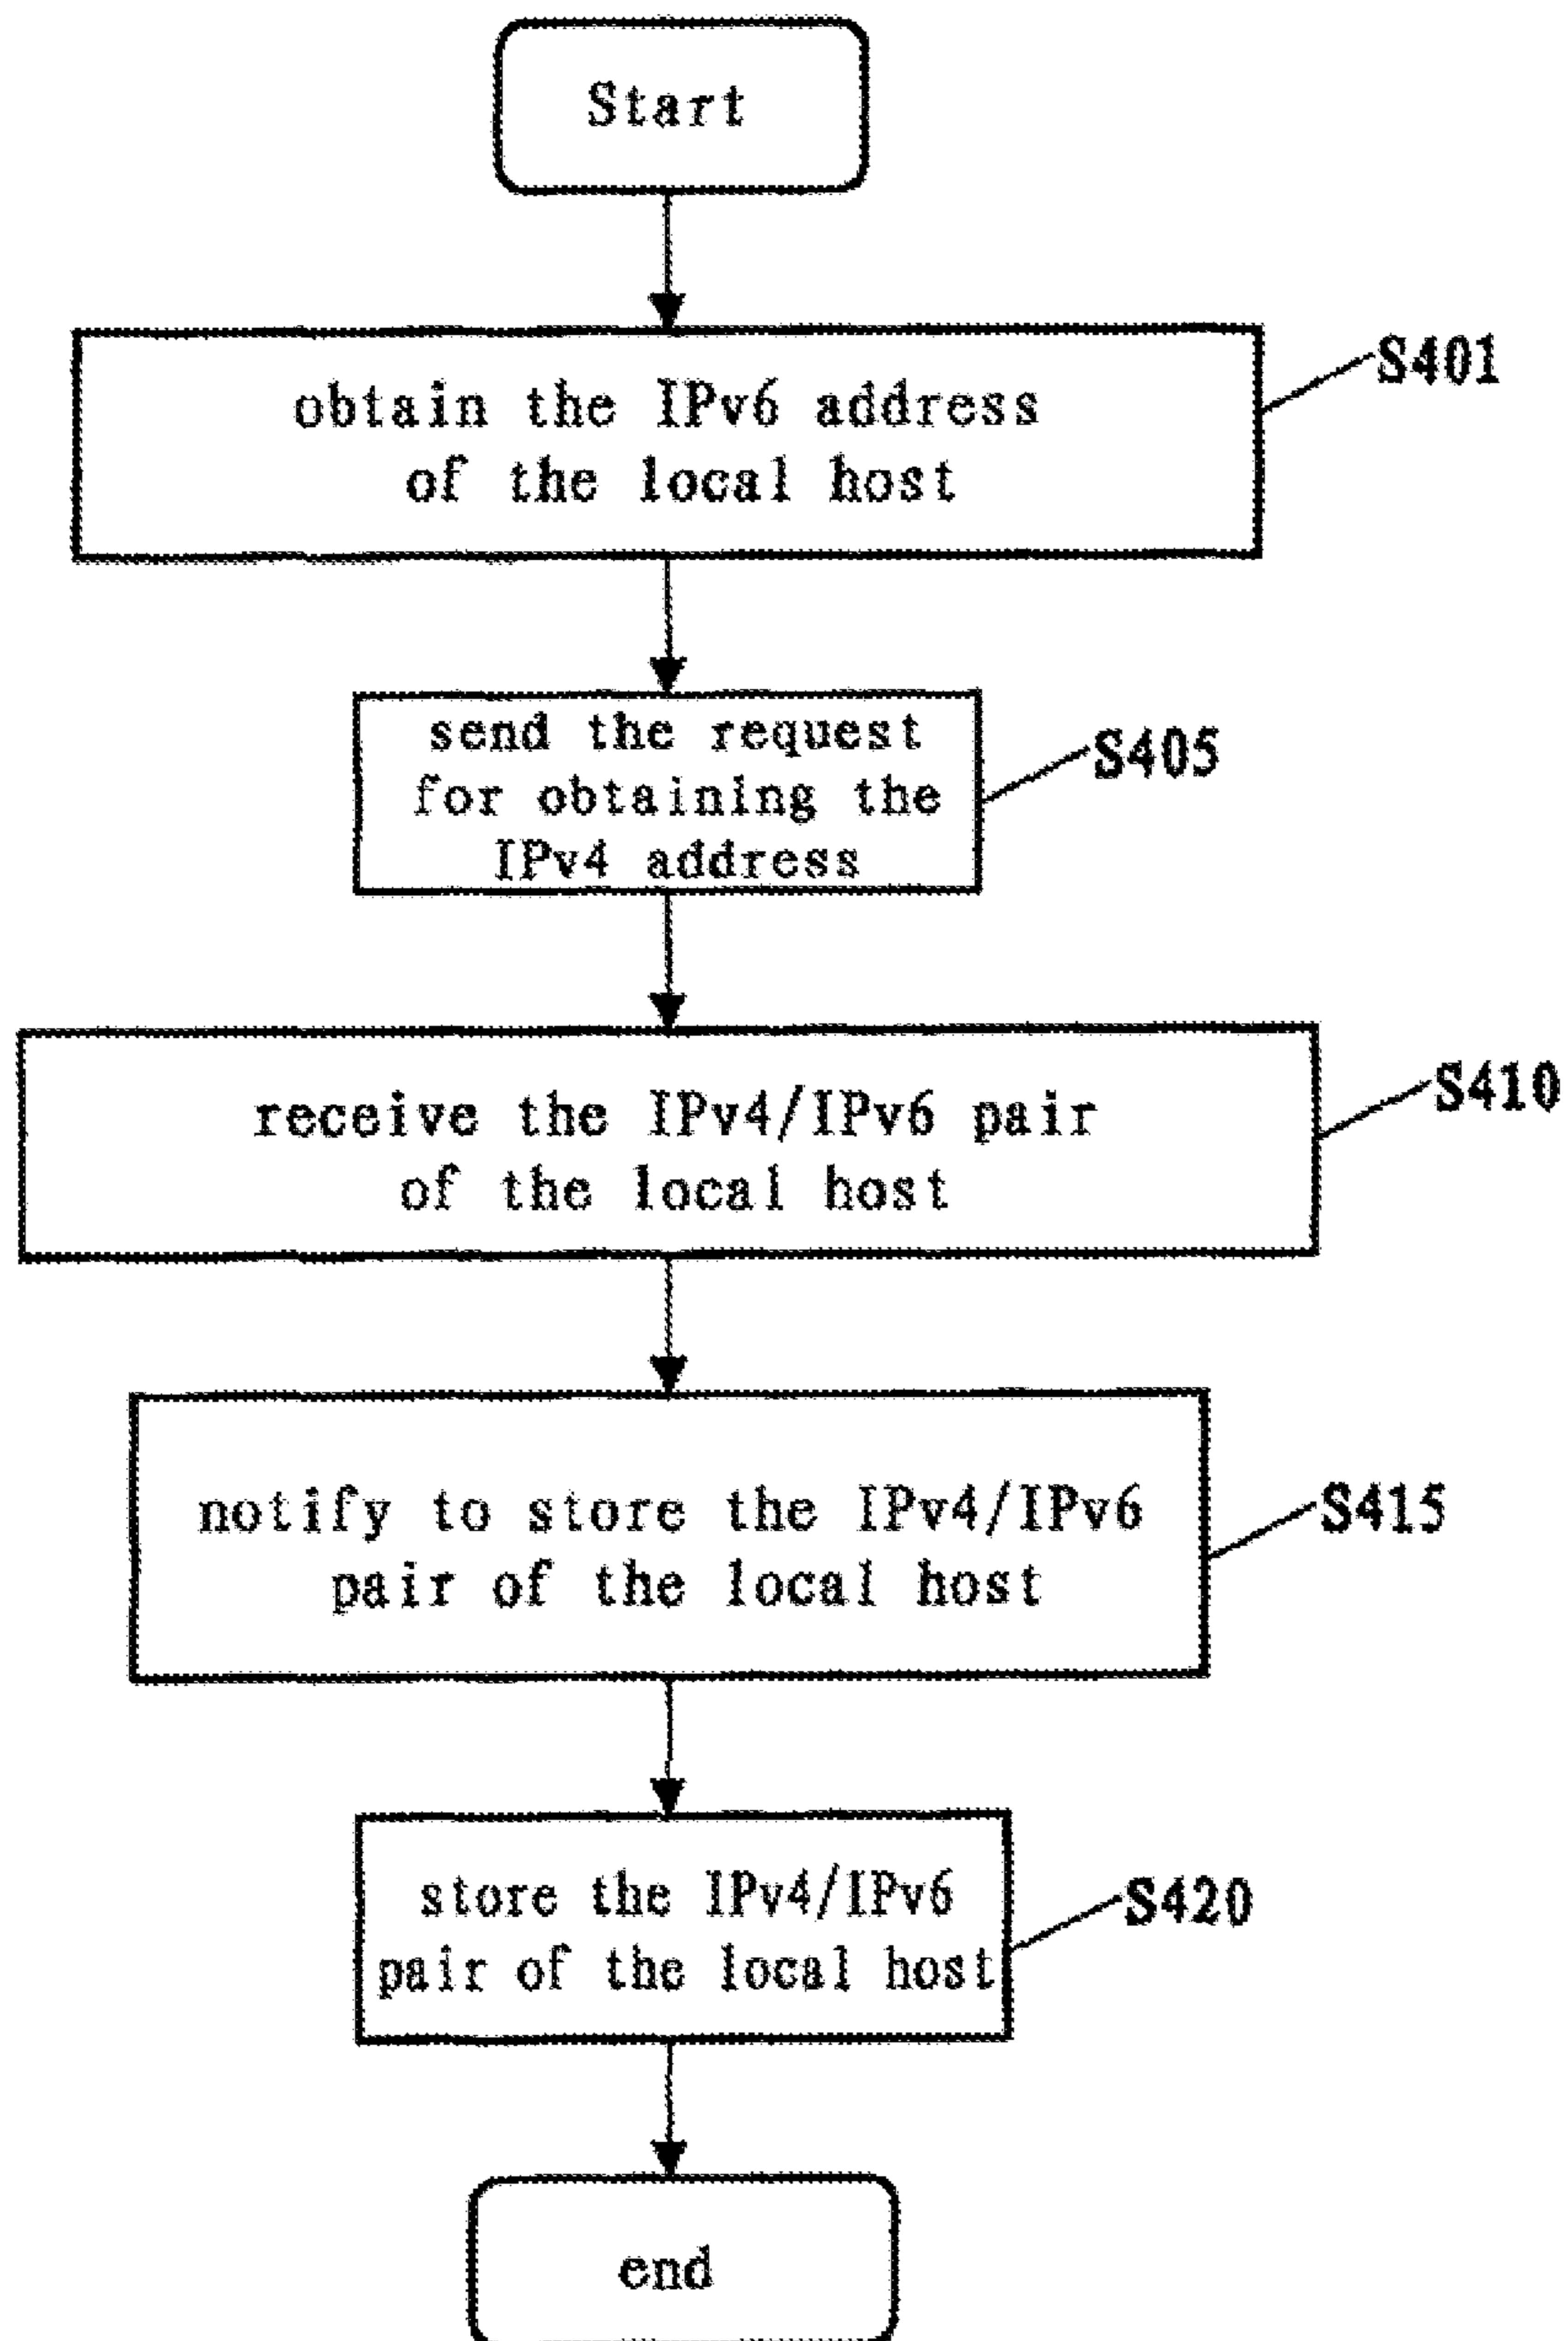 Start
obtain the IPv6 address
of the local host
S401
send the request
for obtaining the
IPv4 address
S405
receive the IPv4/IPv6 pair
of the local host
S410
notify to store the IPv4/IPv6
pair of the local host
S415
store the IPv4/IPv6
pair of the local host
S420
end